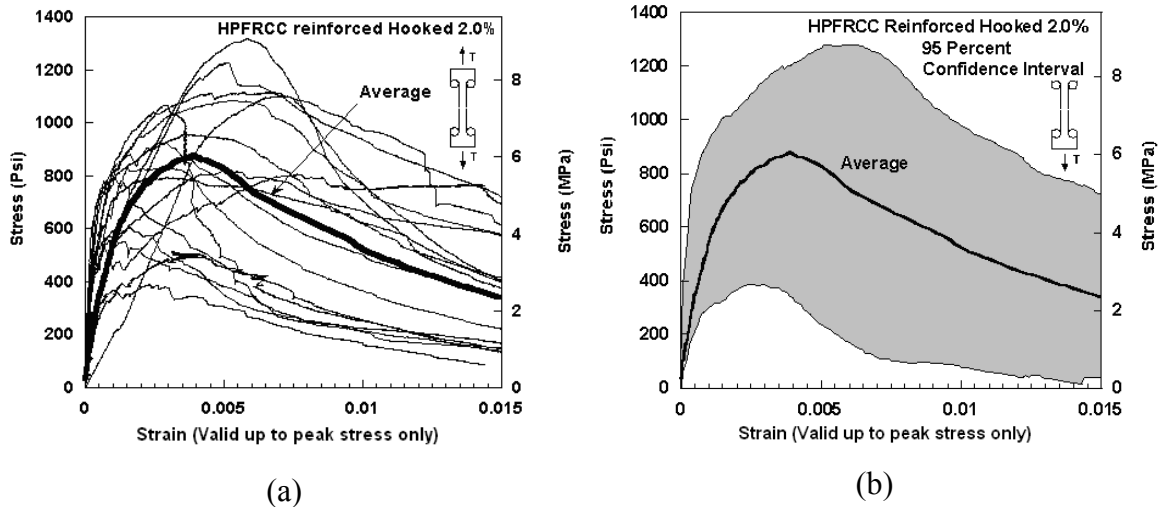 HPFRCC reinforced Hooked 2.0%
T
Average
T
1400
1200
1000
800
600
400
200
0
Stress (Psi)
8
6
4
2
0
Stress (MPa)
0
0.005
0.01
0.015
Strain (Valid up to peak stress only)
(a)
HPFRCC Reinforced Hooked 2.0%
95 Percent
Confidence Interval
T
Average
1400
1200
1000
800
600
400
200
0
Stress (Psi)
8
6
4
2
0
Stress (MPa)
0
0.005
0.01
0.015
Strain (Valid up to peak stress only)
(b)